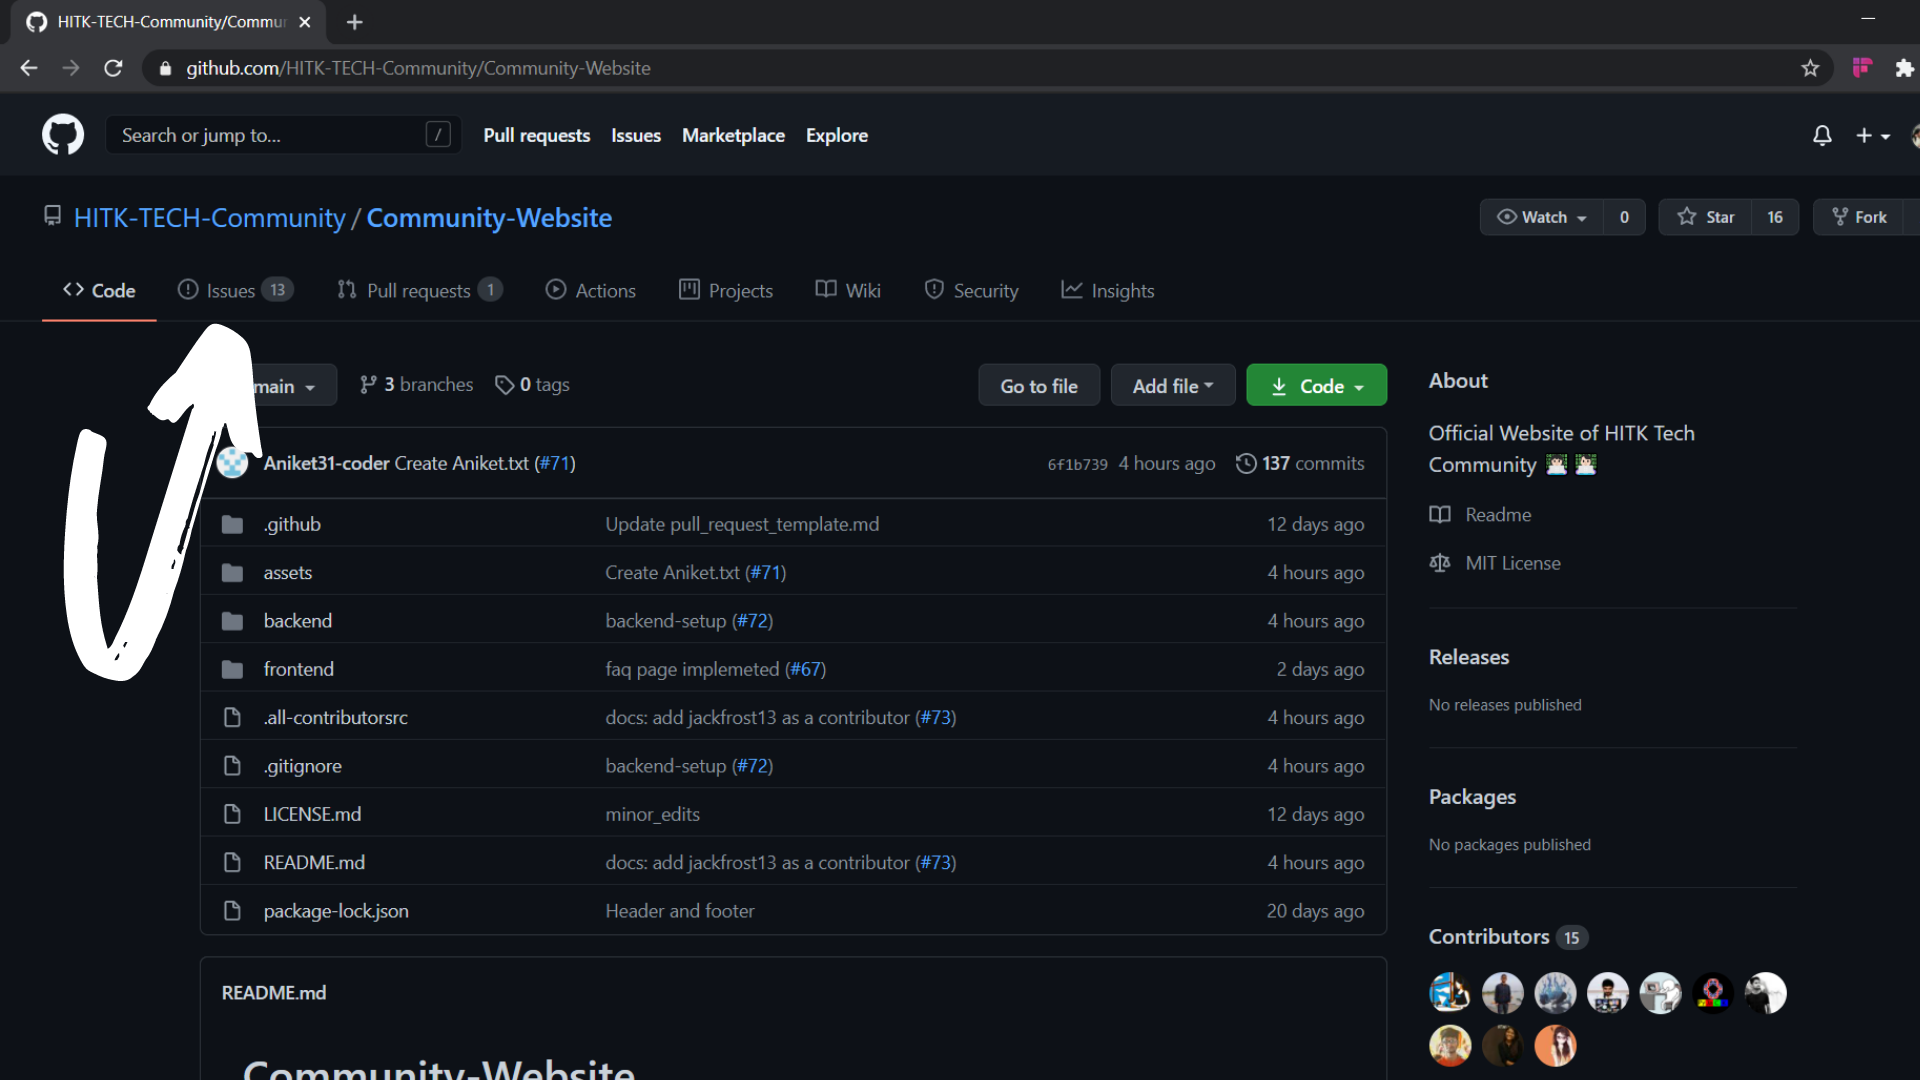 HITK-TECH-Community/Commun
github.com/HITK-TECH-Community/Community-Website
Search or jump to... / Pull requests Issues Marketplace Explore
HITK-TECH-Community / Community-Website
Watch 0 Star 16 Fork
Code Issues 13 Pull requests 1 Actions Projects Wiki Security Insights
main 3 branches 0 tags Go to file Add file Code
Aniket31-coder Create Aniket.txt (#71) 6f1b739 4 hours ago 137 commits
.github Update pull_request_template.md 12 days ago
assets Create Aniket.txt (#71) 4 hours ago
backend backend-setup (#72) 4 hours ago
frontend faq page implemeted (#67) 2 days ago
.all-contributorsrc docs: add jackfrost13 as a contributor (#73) 4 hours ago
.gitignore backend-setup (#72) 4 hours ago
LICENSE.md minor_edits 12 days ago
README.md docs: add jackfrost13 as a contributor (#73) 4 hours ago
package-lock.json Header and footer 20 days ago
README.md
Community-Website
About
Official Website of HITK Tech
Community
Readme
MIT License
Releases
No releases published
Packages
No packages published
Contributors 15